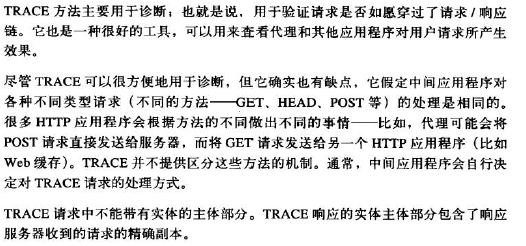 TRACE 方法主要用于诊断；也就是说，用于验证请求是否如愿穿过了请求 / 响应
链。它也是一种很好的工具，可以用来查看代理和其他应用程序对用户请求所产生
效果。
尽管 TRACE 可以很方便地用于诊断，但它确实也有缺点，它假定中间应用程序对
各种不同类型请求（不同的方法——GET、HEAD、POST 等）的处理是相同的。
很多 HTTP 应用程序会根据方法的不同做出不同的事情——比如，代理可能会将
POST 请求直接发送给服务器，而将 GET 请求发送给另一个 HTTP 应用程序（比如
Web 缓存）。TRACE 并不提供区分这些方法的机制。通常，中间应用程序会自行决
定对 TRACE 请求的处理方式。
TRACE 请求中不能带有实体的主体部分。TRACE 响应的实体主体部分包含了响应
服务器收到的请求的精确副本。